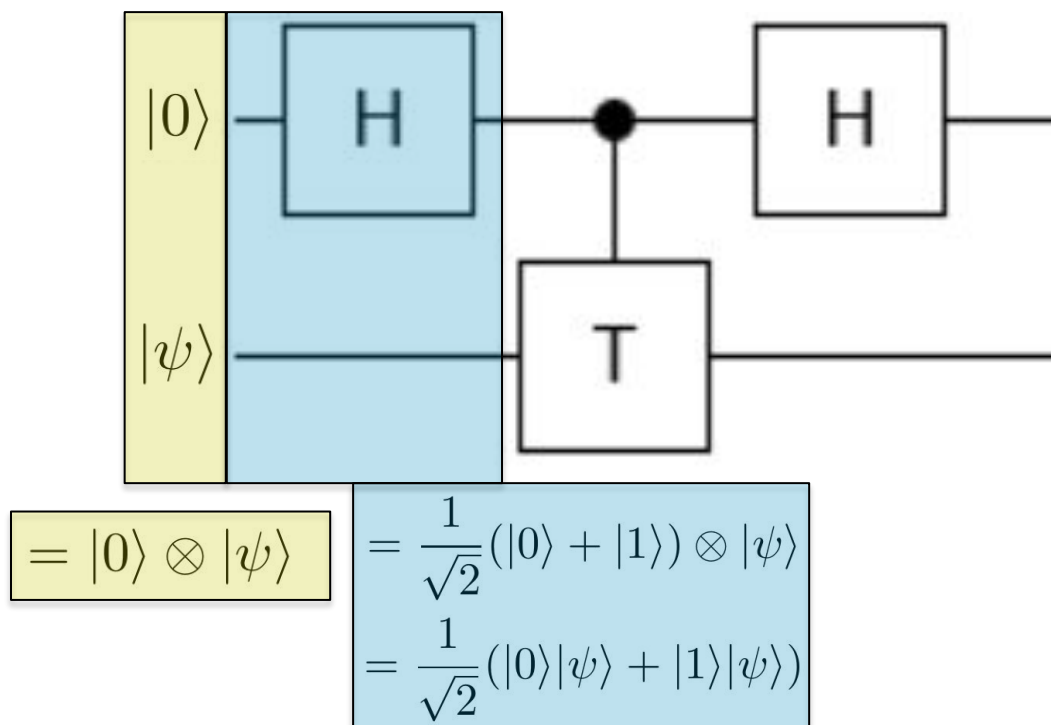 |0⟩ H H
|ψ⟩ T
= |0⟩ ⊗ |ψ⟩
= 1/√2 (|0⟩ + |1⟩) ⊗ |ψ⟩
= 1/√2 (|0⟩|ψ⟩ + |1⟩|ψ⟩)